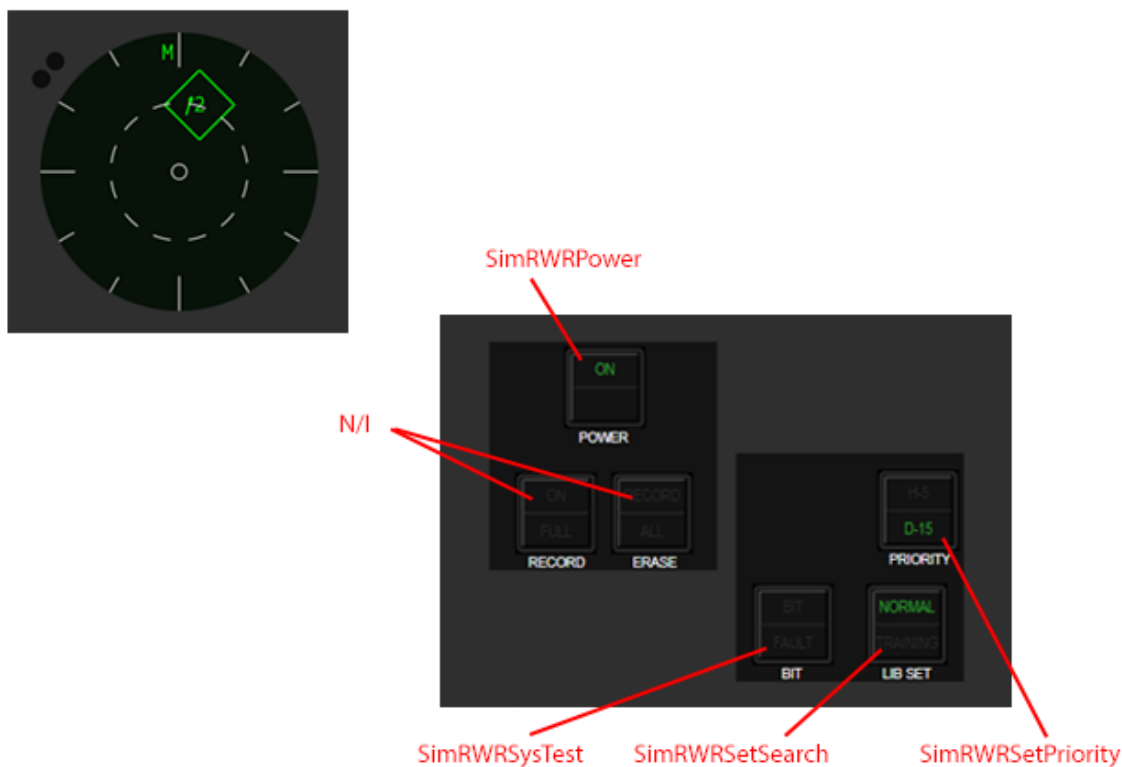 M
/2
SimRWRPower
ON
POWER
N/I
ON
FULL
RECORD
RECORD
ALL
ERASE
H-5
D-15
PRIORITY
BIT
FAULT
BIT
NORMAL
TRAINING
LIB SET
SimRWRSysTest
SimRWRSetSearch
SimRWRSetPriority